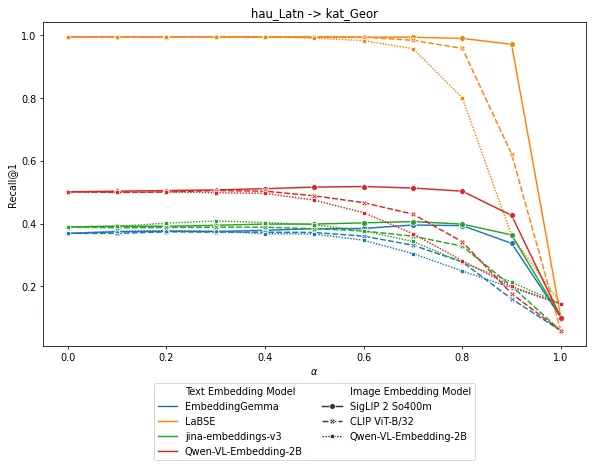 hau_Latn -> kat_Geor
1.0
0.8
0.6
0.4
0.2
Recall@1
0.0 0.2 0.4 0.6 0.8 1.0
α
Text Embedding Model Image Embedding Model
EmbeddingGemma SigLIP 2 So400m
LaBSE CLIP ViT-B/32
jina-embeddings-v3 Qwen-VL-Embedding-2B
Qwen-VL-Embedding-2B